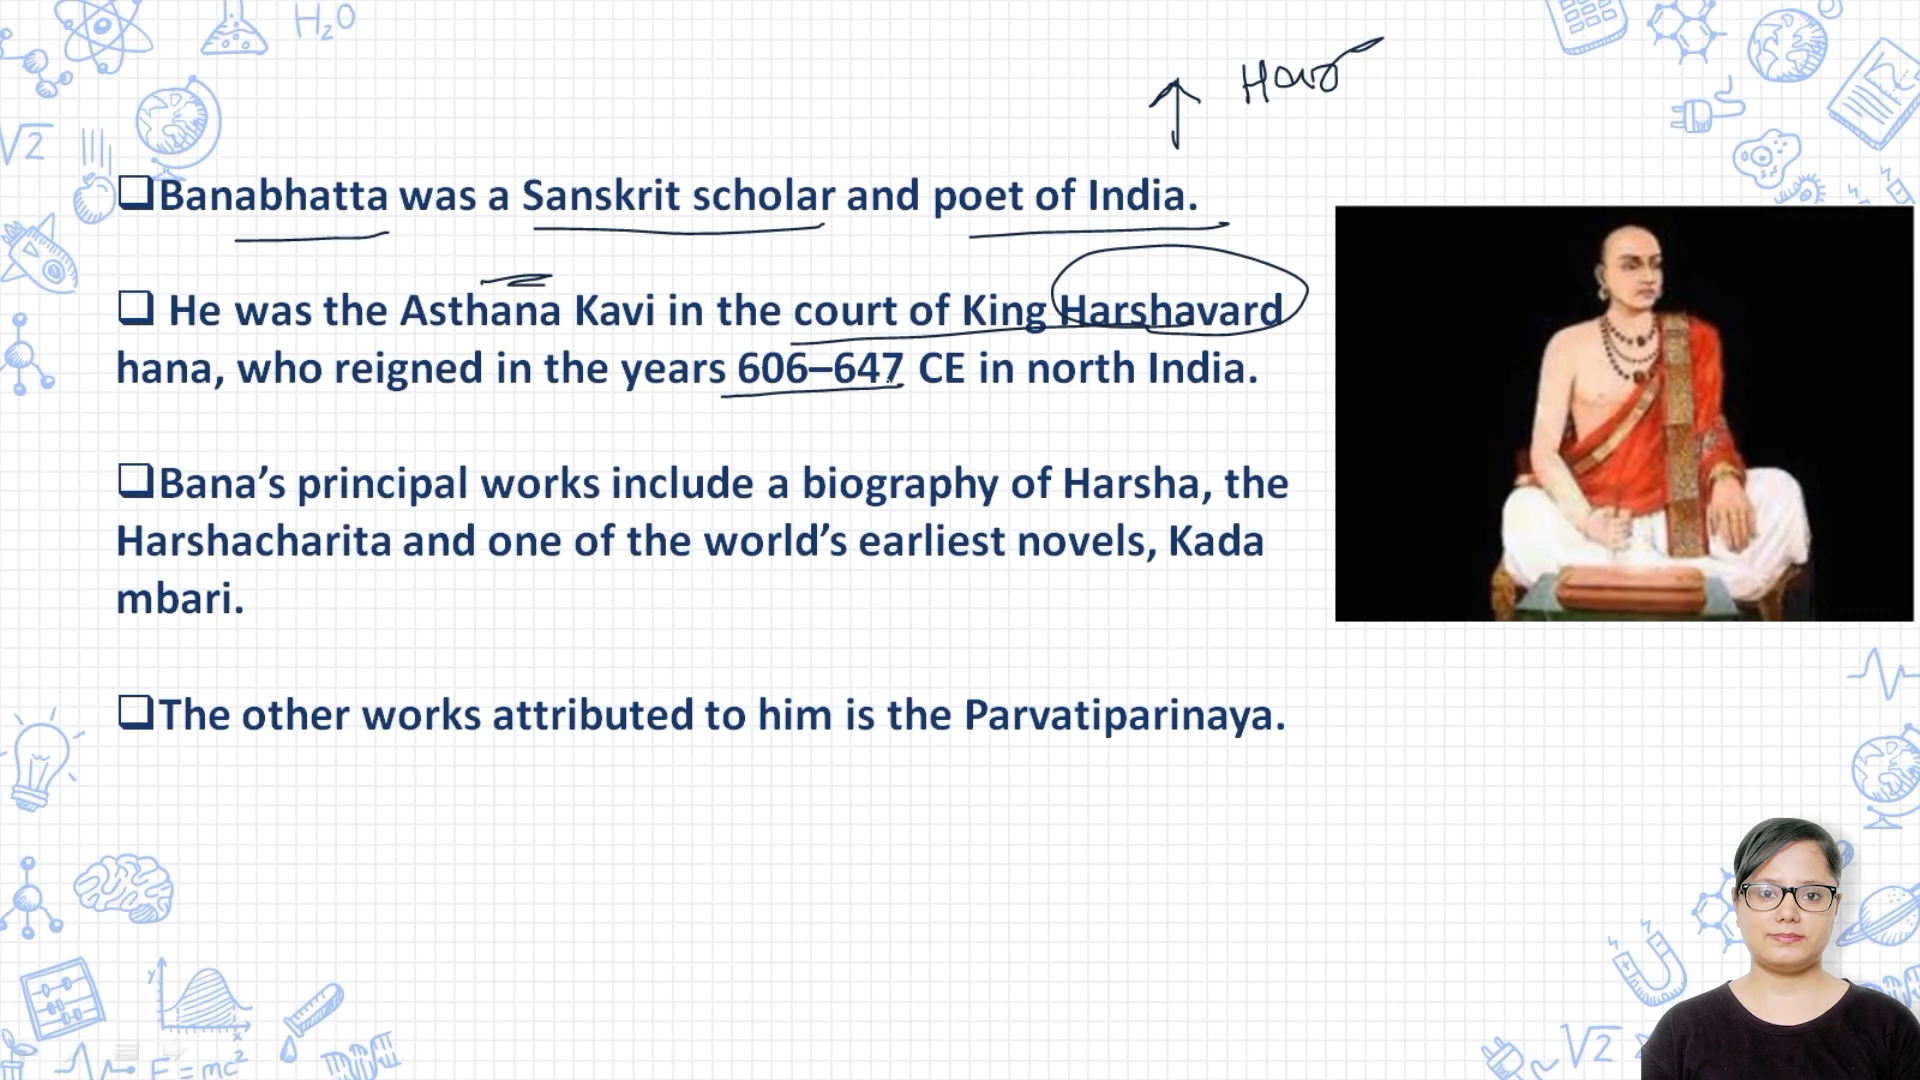 H₂O
√2
❑Banabhatta was a Sanskrit scholar and poet of India.
❑ He was the Asthana Kavi in the court of King Harshavard
hana, who reigned in the years 606–647 CE in north India.
❑Bana’s principal works include a biography of Harsha, the
Harshacharita and one of the world’s earliest novels, Kada
mbari.
❑The other works attributed to him is the Parvatiparinaya.
y
x
E=mc²
√2